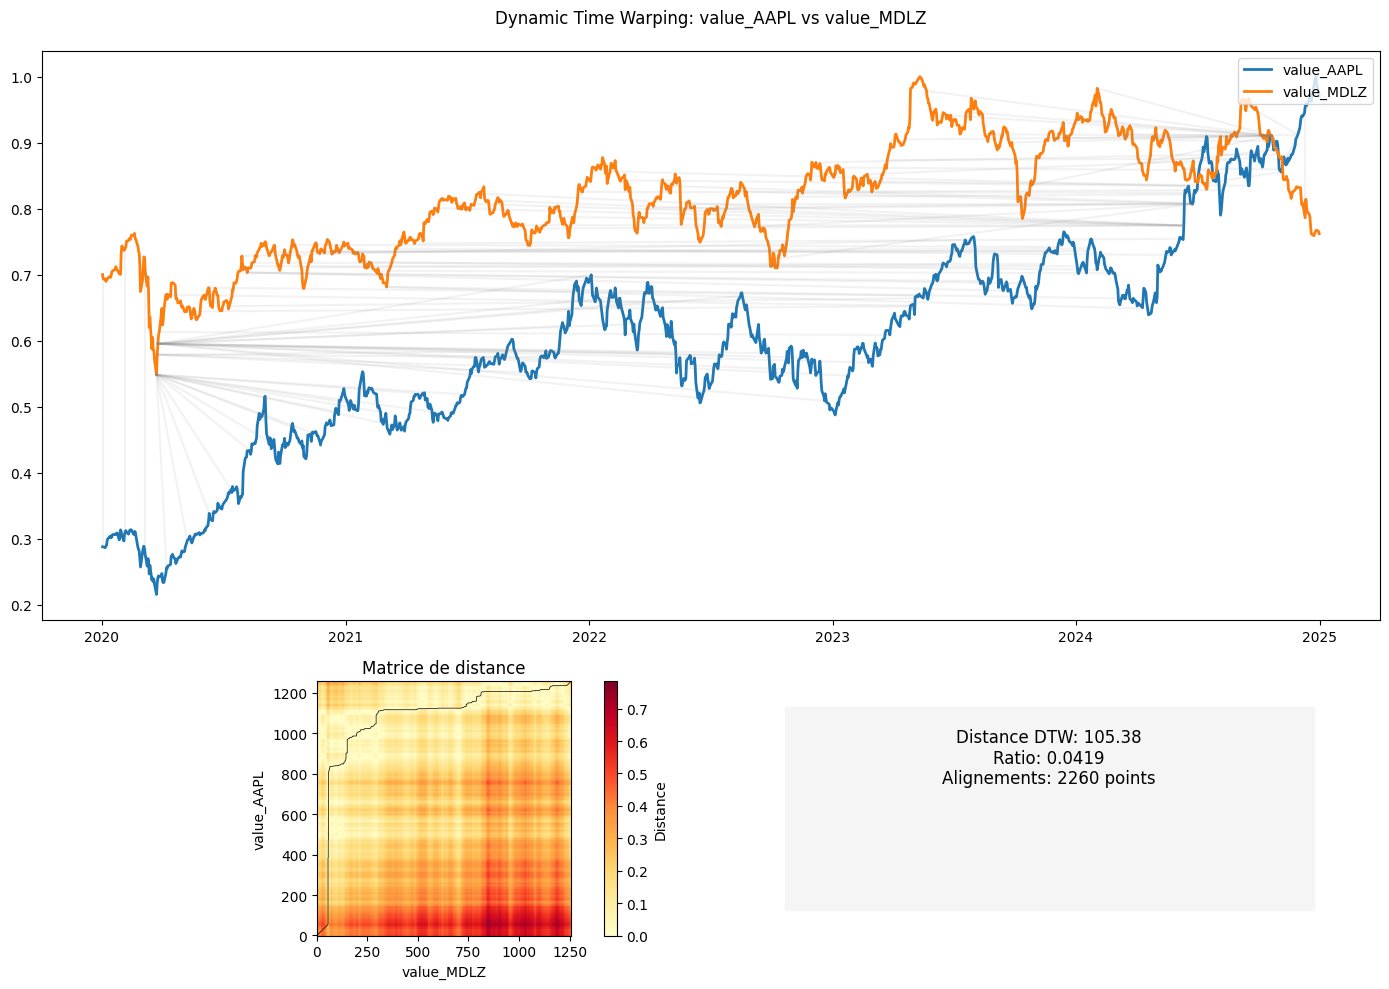 Dynamic Time Warping: value_AAPL vs value_MDLZ
value_AAPL
value_MDLZ
1.0
0.9
0.8
0.7
0.6
0.5
0.4
0.3
0.2
2020 2021 2022 2023 2024 2025
Matrice de distance
value_AAPL
1200
1000
800
600
400
200
0
0 250 500 750 1000 1250
value_MDLZ
0.7
0.6
0.5
0.4
0.3
0.2
0.1
0.0
Distance
Distance DTW: 105.38
Ratio: 0.0419
Alignements: 2260 points